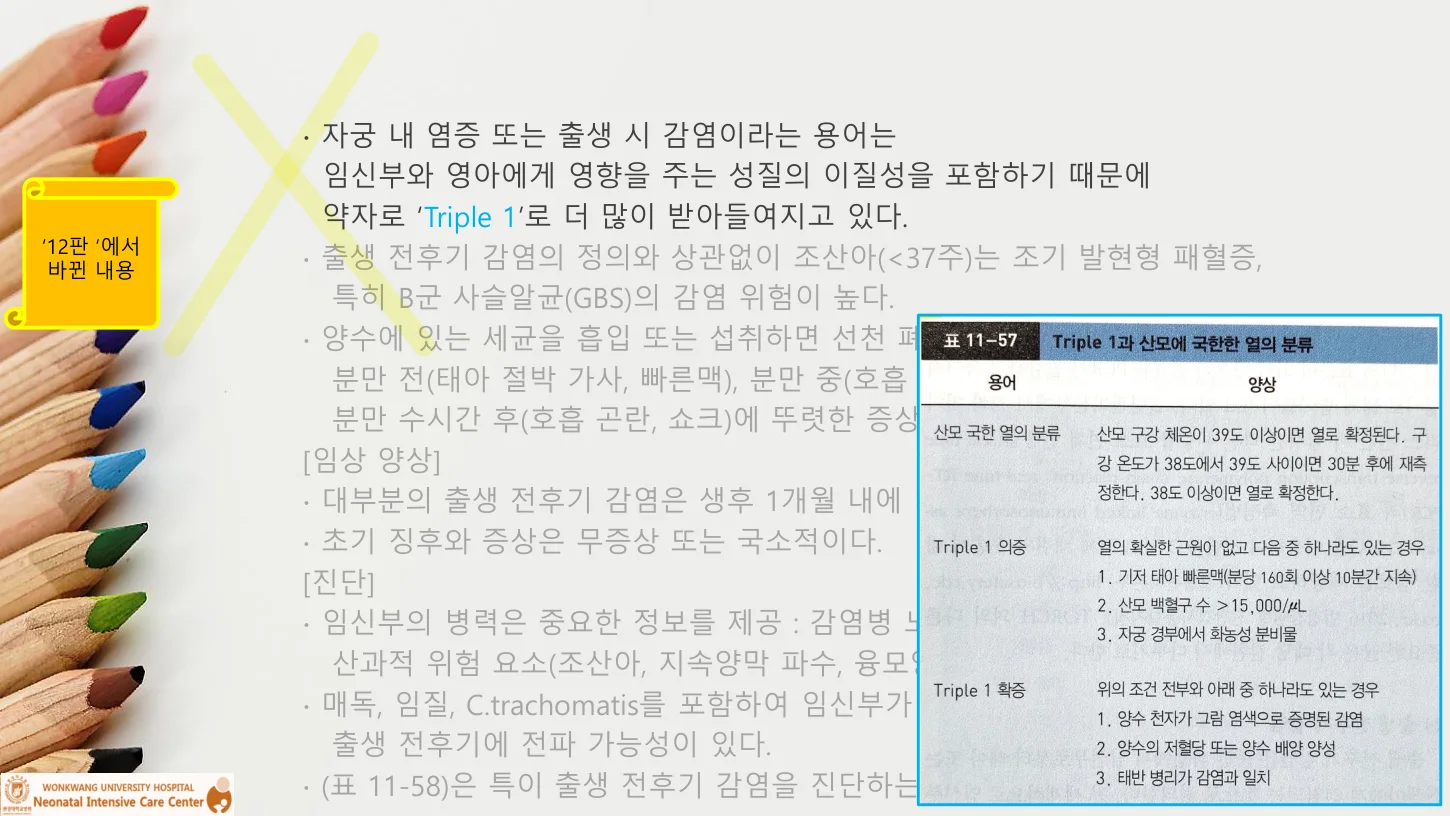 · 자궁 내 염증 또는 출생 시 감염이라는 용어는
임신부와 영아에게 영향을 주는 성질의 이질성을 포함하기 때문에
약자로 ‘Triple 1‘로 더 많이 받아들여지고 있다.
‘12판 ‘에서
바뀐 내용
· 출생 전후기 감염의 정의와 상관없이 조산아(<37주)는 조기 발현형 패혈증,
특히 B군 사슬알균(GBS)의 감염 위험이 높다.
· 양수에 있는 세균을 흡입 또는 섭취하면 선천 폐
분만 전(태아 절박 가사, 빠른맥), 분만 중(호흡
분만 수시간 후(호흡 곤란, 쇼크)에 뚜렷한 증상
[임상 양상]
· 대부분의 출생 전후기 감염은 생후 1개월 내에
· 초기 징후와 증상은 무증상 또는 국소적이다.
[진단]
· 임신부의 병력은 중요한 정보를 제공 : 감염병
산과적 위험 요소(조산아, 지속양막 파수,
· 매독, 임질, C.trachomatis를 포함하여 임신부가
출생 전후기에 전파 가능성이 있다.
· (표 11-58)은 특이 출생 전후기 감염을 진단하는
표 11–57 Triple 1과 산모에 국한한 열의 분류
용어 양상
산모 국한 열의 분류 산모 구강 체온이 39도 이상이면 열로 확정된다. 구
강 온도가 38도에서 39도 사이이면 30분 후에 재측
정한다. 38도 이상이면 열로 확정한다.
Triple 1 의증 열의 확실한 근원이 없고 다음 중 하나라도 있는 경우
1. 기저 태아 빠른맥(분당 160회 이상 10분간 지속)
2. 산모 백혈구 수 >15,000/μL
3. 자궁 경부에서 화농성 분비물
Triple 1 확증 위의 조건 전부와 아래 중 하나라도 있는 경우
1. 양수 천자가 그람 염색으로 증명된 감염
2. 양수의 저혈당 또는 양수 배양 양성
3. 태반 병리가 감염과 일치
WONKWANG UNIVERSITY HOSPITAL
Neonatal Intensive Care Center